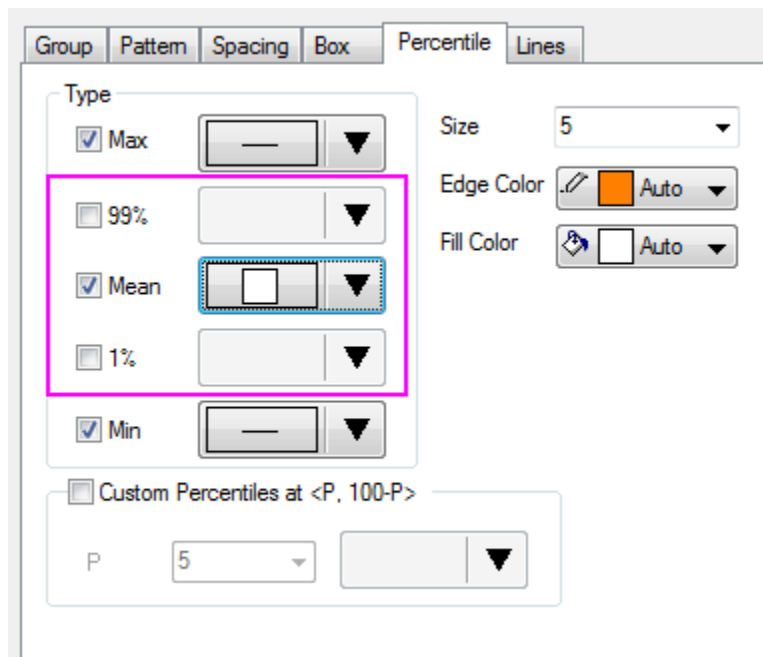 Group Pattern Spacing Box Percentile Lines
Type
Max
99%
Mean
1%
Min
Size 5
Edge Color Auto
Fill Color Auto
Custom Percentiles at <P, 100-P>
P 5